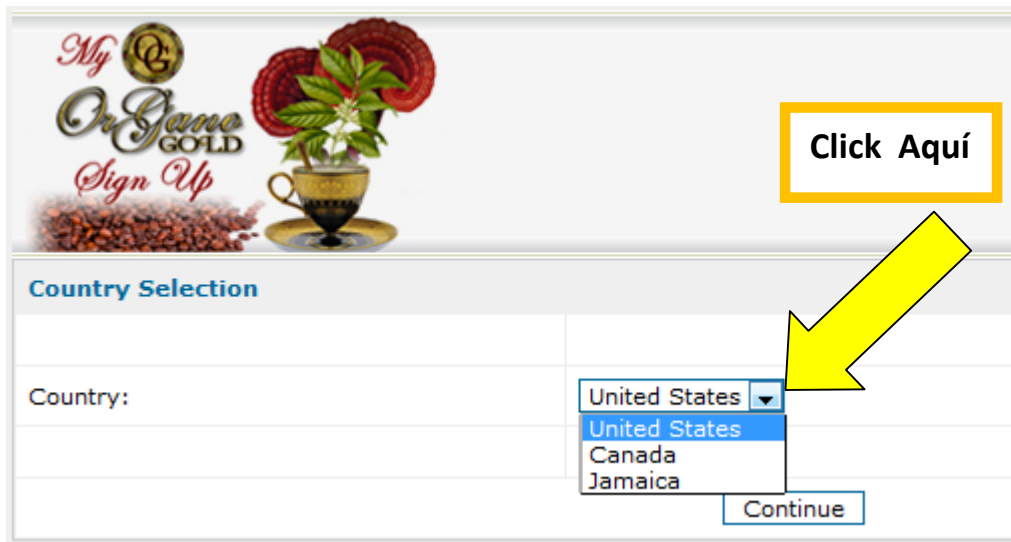 My OG
OrGano
GOLD
Sign Up
Click Aquí
Country Selection
Country:
United States
United States
Canada
Jamaica
Continue